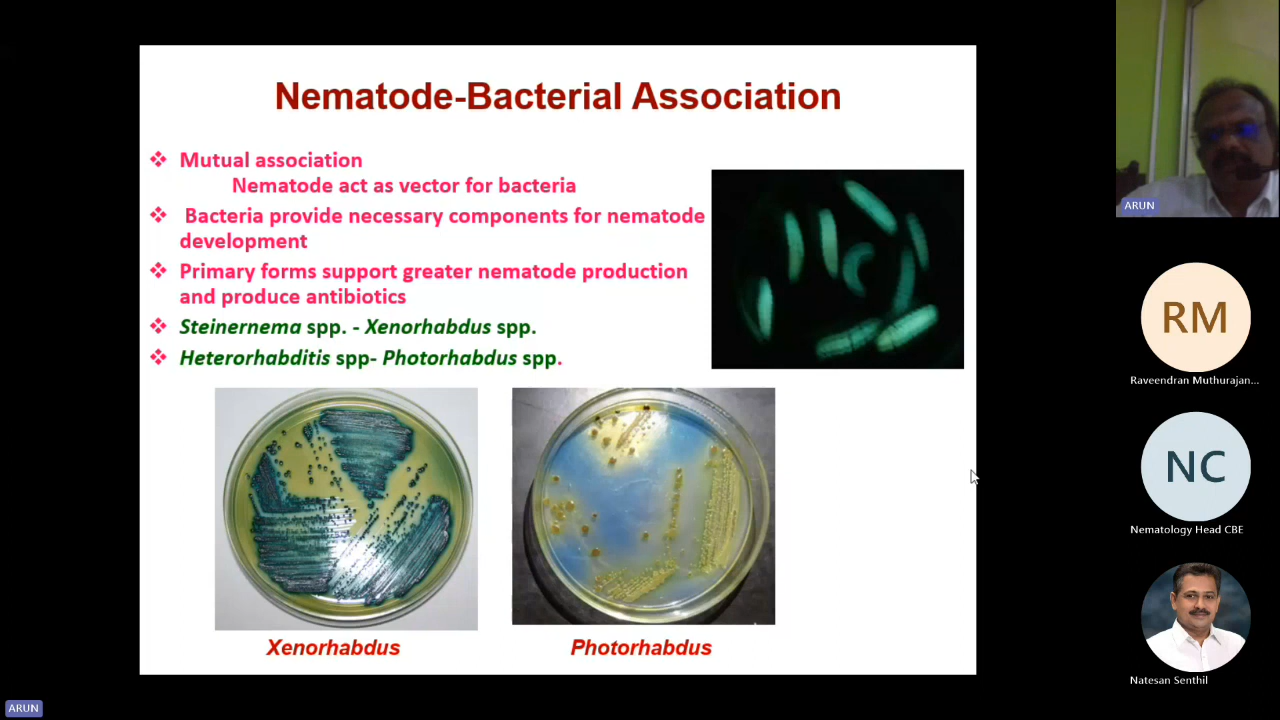 Nematode-Bacterial Association
❖ Mutual association
Nematode act as vector for bacteria
❖ Bacteria provide necessary components for nematode
development
❖ Primary forms support greater nematode production
and produce antibiotics
❖ Steinernema spp. - Xenorhabdus spp.
❖ Heterorhabditis spp- Photorhabdus spp.
Xenorhabdus
Photorhabdus
ARUN
RM
Raveendran Muthurajan...
NC
Nematology Head CBE
Natesan Senthil
ARUN